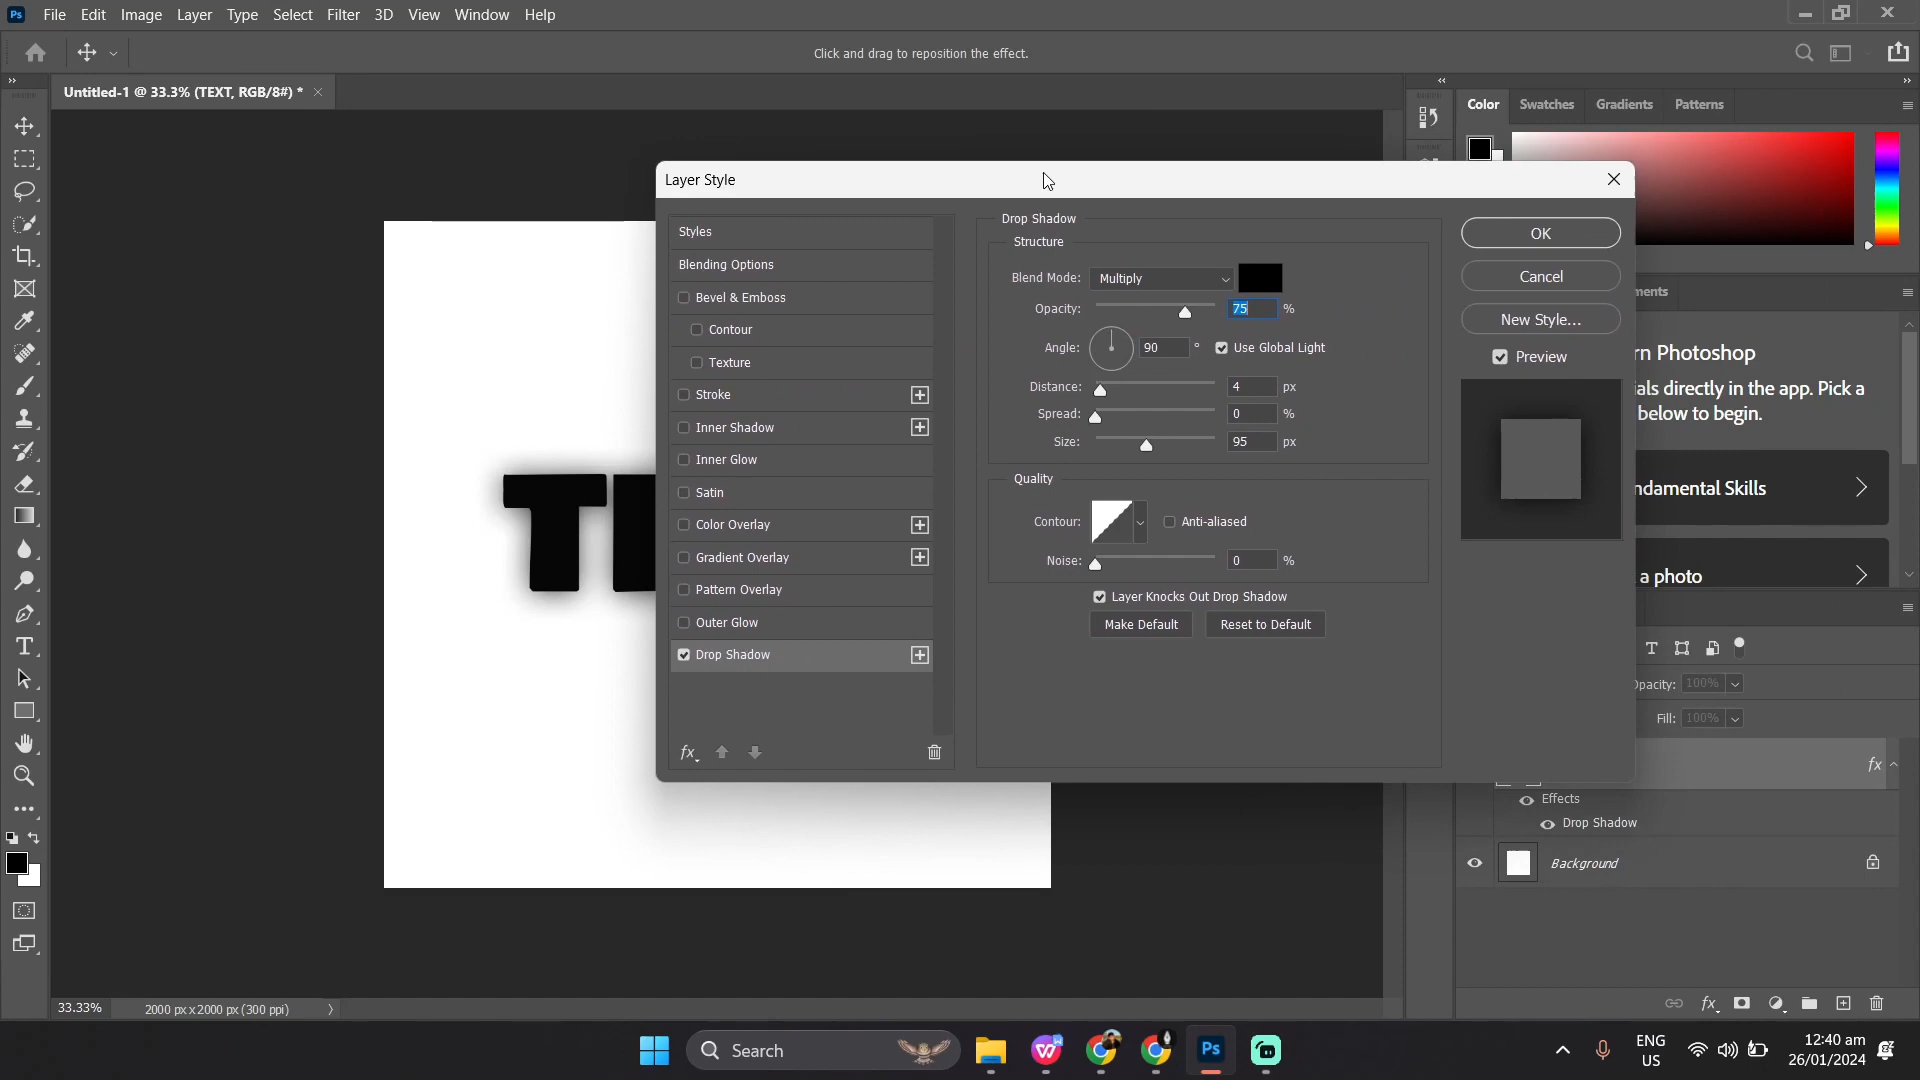 Ps File Edit Image Layer Type Select Filter 3D View Window Help
Click and drag to reposition the effect.
Untitled-1 @ 33.3% (TEXT, RGB/8#) *
Color Swatches Gradients Patterns
Layer Style
Styles
Blending Options
Bevel & Emboss
Contour
Texture
Stroke
Inner Shadow
Inner Glow
Satin
Color Overlay
Gradient Overlay
Pattern Overlay
Outer Glow
Drop Shadow
fx
Drop Shadow
Structure
Blend Mode: Multiply
Opacity: 75 %
Angle: 90 ° Use Global Light
Distance: 4 px
Spread: 0 %
Size: 95 px
Quality
Contour: Anti-aliased
Noise: 0 %
Layer Knocks Out Drop Shadow
Make Default Reset to Default
OK
Cancel
New Style...
Preview
ments
rn Photoshop
ials directly in the app. Pick a
below to begin.
ndamental Skills
a photo
T
Opacity: 100%
Fill: 100%
fx
Effects
Drop Shadow
Background
fx
T
33.33% 2000 px x 2000 px (300 ppi)
Search
Ps
ENG
US
12:40 am
26/01/2024